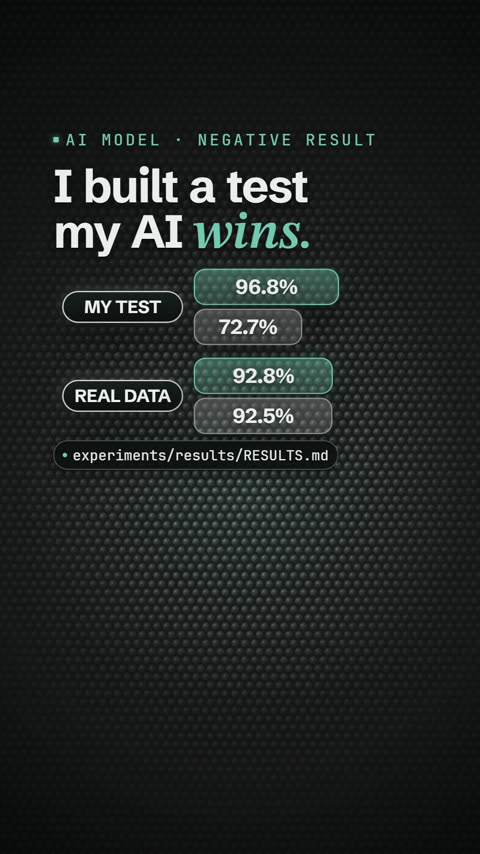 AI MODEL · NEGATIVE RESULT
I built a test
my AI wins.
MY TEST
96.8%
72.7%
REAL DATA
92.8%
92.5%
experiments/results/RESULTS.md